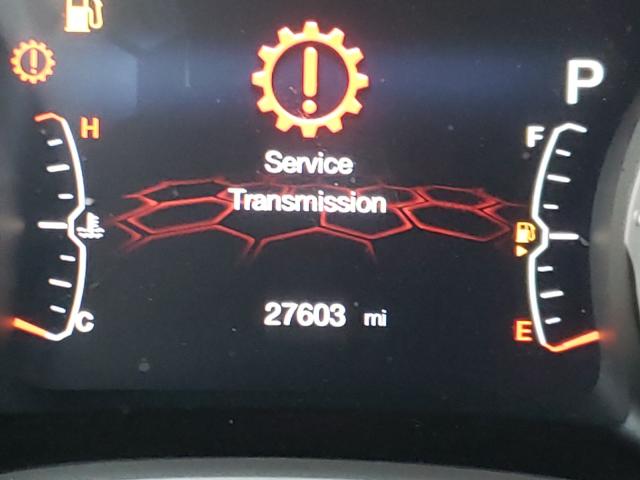 P
H
F
Service
Transmission
C
27603 mi
E